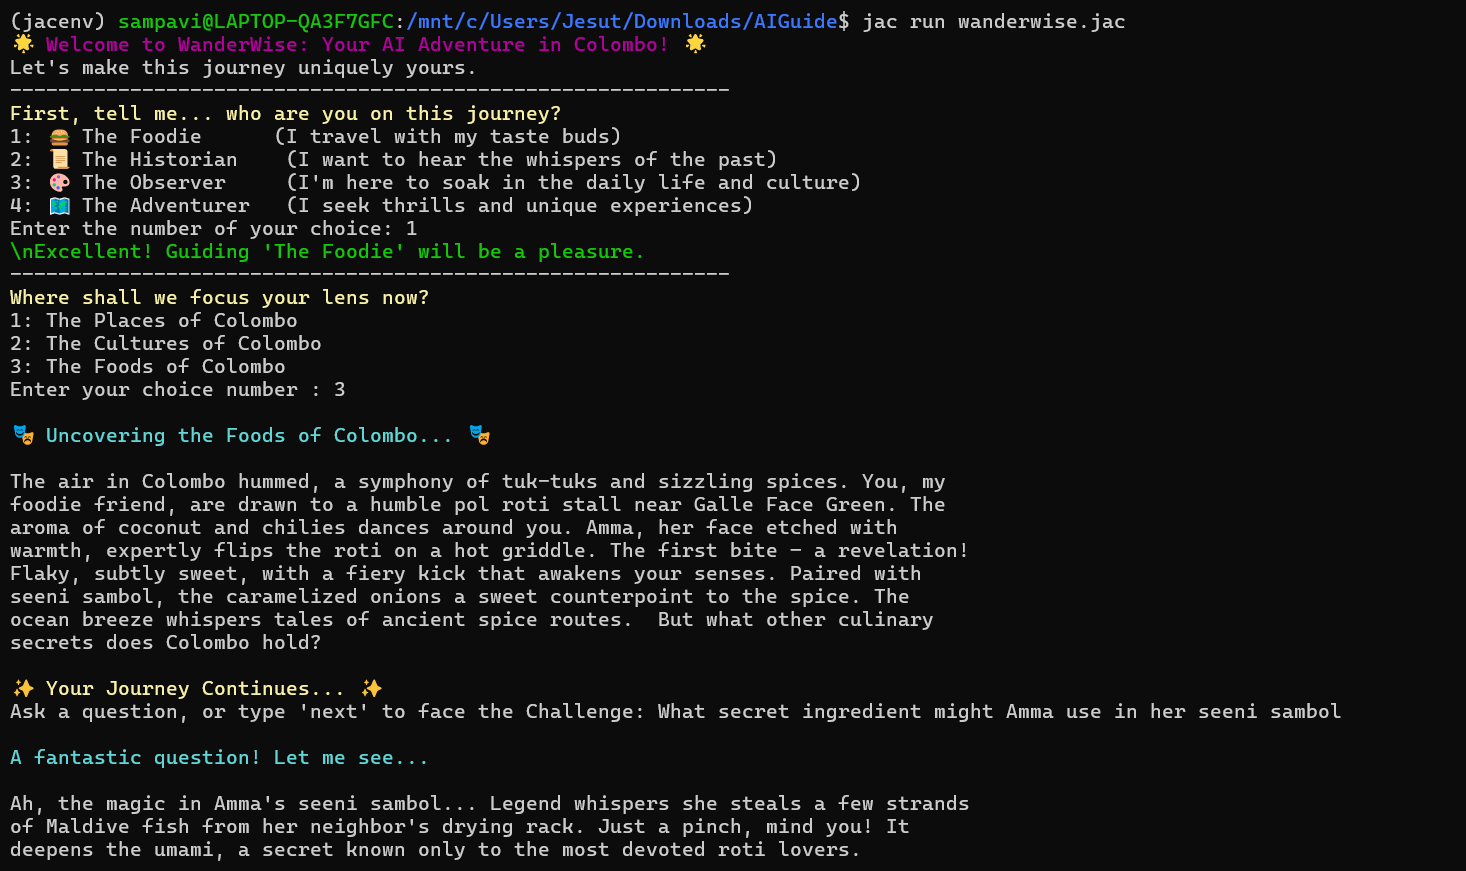 (jacenv) sampavi@LAPTOP-QA3F7GFC:/mnt/c/Users/Jesut/Downloads/AIGuide$ jac run wanderwise.jac
🌟 Welcome to WanderWise: Your AI Adventure in Colombo! 🌟
Let's make this journey uniquely yours.
------------------------------------------------------------
First, tell me... who are you on this journey?
1: 🍔 The Foodie      (I travel with my taste buds)
2: 📜 The Historian    (I want to hear the whispers of the past)
3: 🎨 The Observer     (I'm here to soak in the daily life and culture)
4: 🗺️ The Adventurer   (I seek thrills and unique experiences)
Enter the number of your choice: 1
\nExcellent! Guiding 'The Foodie' will be a pleasure.
------------------------------------------------------------
Where shall we focus your lens now?
1: The Places of Colombo
2: The Cultures of Colombo
3: The Foods of Colombo
Enter your choice number : 3
🎭 Uncovering the Foods of Colombo... 🎭
The air in Colombo hummed, a symphony of tuk-tuks and sizzling spices. You, my
foodie friend, are drawn to a humble pol roti stall near Galle Face Green. The
aroma of coconut and chilies dances around you. Amma, her face etched with
warmth, expertly flips the roti on a hot griddle. The first bite – a revelation!
Flaky, subtly sweet, with a fiery kick that awakens your senses. Paired with
seeni sambol, the caramelized onions a sweet counterpoint to the spice. The
ocean breeze whispers tales of ancient spice routes.  But what other culinary
secrets does Colombo hold?
✨ Your Journey Continues... ✨
Ask a question, or type 'next' to face the Challenge: What secret ingredient might Amma use in her seeni sambol
A fantastic question! Let me see...
Ah, the magic in Amma's seeni sambol... Legend whispers she steals a few strands
of Maldive fish from her neighbor's drying rack. Just a pinch, mind you! It
deepens the umami, a secret known only to the most devoted roti lovers.